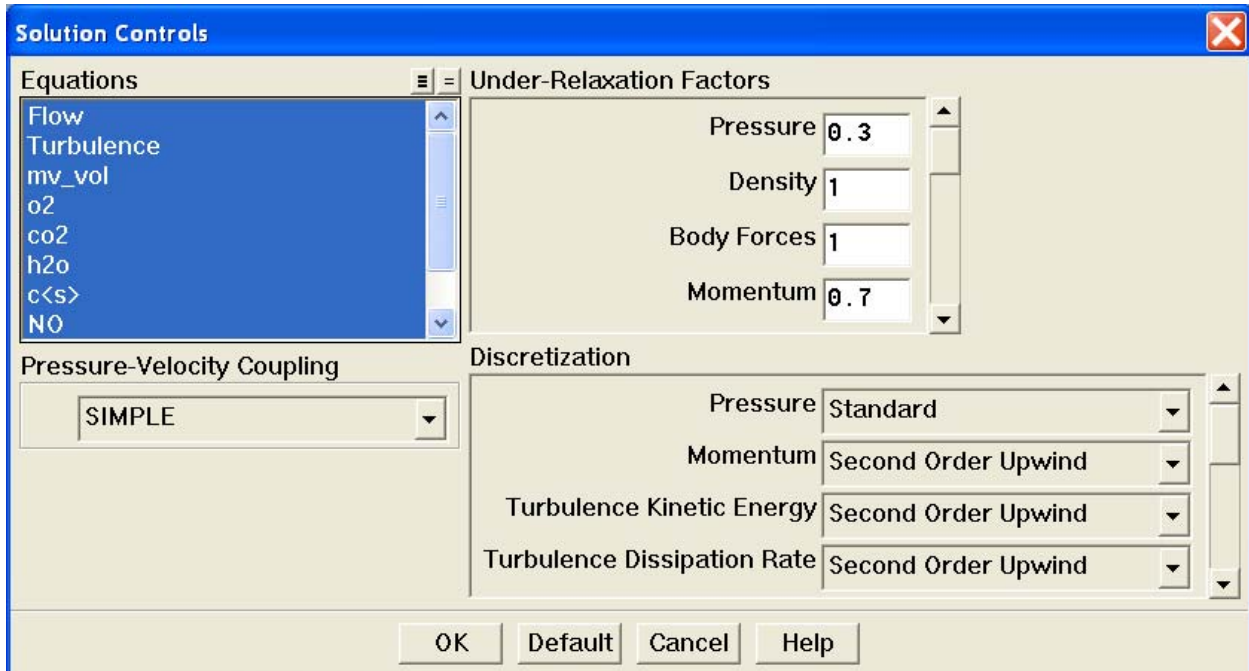 Solution Controls
Equations
Flow
Turbulence
mv_vol
o2
co2
h2o
c<s>
NO
Pressure-Velocity Coupling
SIMPLE
Under-Relaxation Factors
Pressure 0.3
Density 1
Body Forces 1
Momentum 0.7
Discretization
Pressure Standard
Momentum Second Order Upwind
Turbulence Kinetic Energy Second Order Upwind
Turbulence Dissipation Rate Second Order Upwind
OK Default Cancel Help